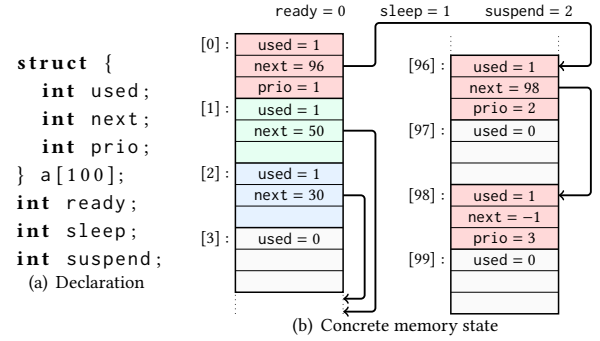 struct {
int used;
int next;
int prio;
} a[100];
int ready;
int sleep;
int suspend;
(a) Declaration
ready = 0 sleep = 1 suspend = 2
[0] :
used = 1
next = 96
prio = 1
[1] :
used = 1
next = 50
[2] :
used = 1
next = 30
[3] :
used = 0
[96] :
used = 1
next = 98
prio = 2
[97] :
used = 0
[98] :
used = 1
next = −1
prio = 3
[99] :
used = 0
(b) Concrete memory state